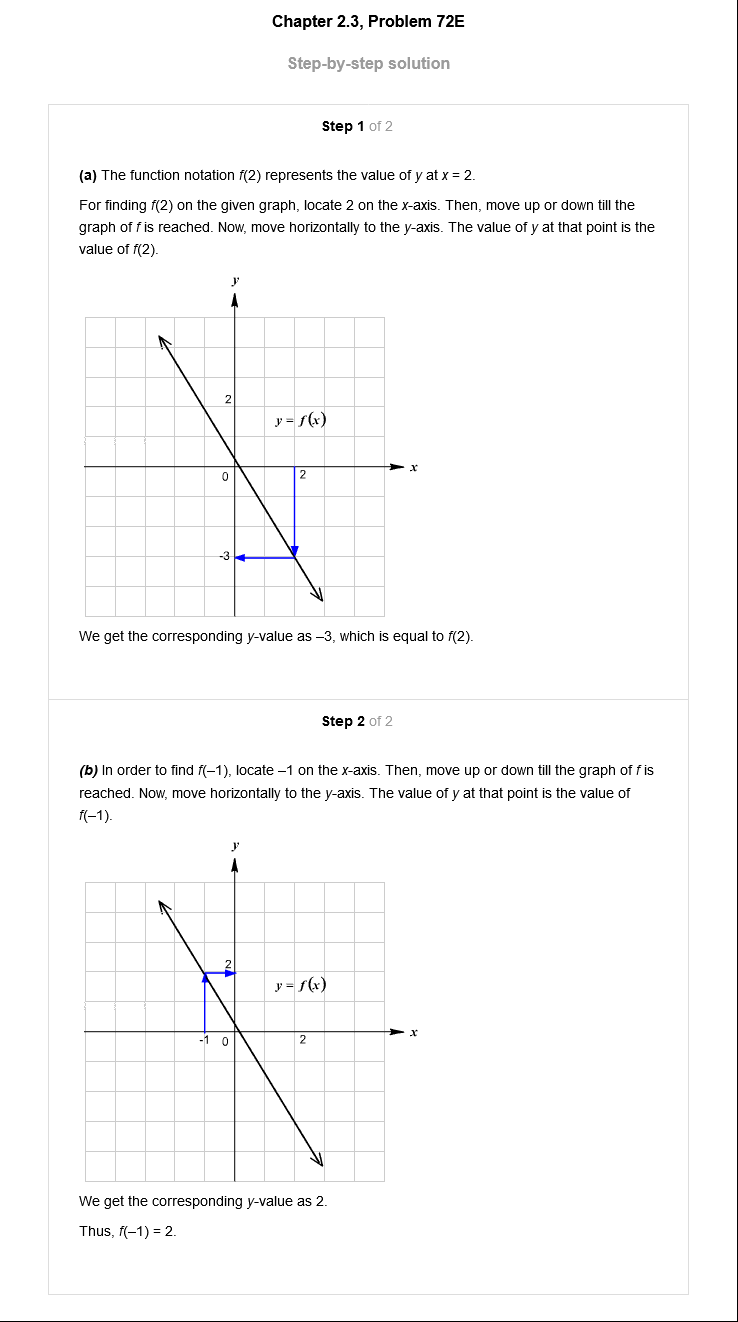 Chapter 2.3, Problem 72E
Step-by-step solution
Step 1 of 2
(a) The function notation f(2) represents the value of y at x = 2.
For finding f(2) on the given graph, locate 2 on the x-axis. Then, move up or down till the
graph of f is reached. Now, move horizontally to the y-axis. The value of y at that point is the
value of f(2).
y
2
y = f(x)
x
0
2
-3
We get the corresponding y-value as –3, which is equal to f(2).
Step 2 of 2
(b) In order to find f(–1), locate –1 on the x-axis. Then, move up or down till the graph of f is
reached. Now, move horizontally to the y-axis. The value of y at that point is the value of
f(–1).
y
2
y = f(x)
x
-1 0 2
We get the corresponding y-value as 2.
Thus, f(–1) = 2.